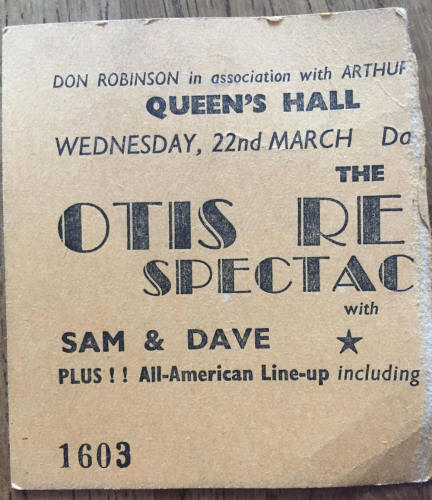 DON ROBINSON in association with ARTHUR
QUEEN'S HALL
WEDNESDAY, 22nd MARCH Da
THE
OTIS RE
SPECTAC
with
SAM & DAVE ★
PLUS !! All-American Line-up including
1603